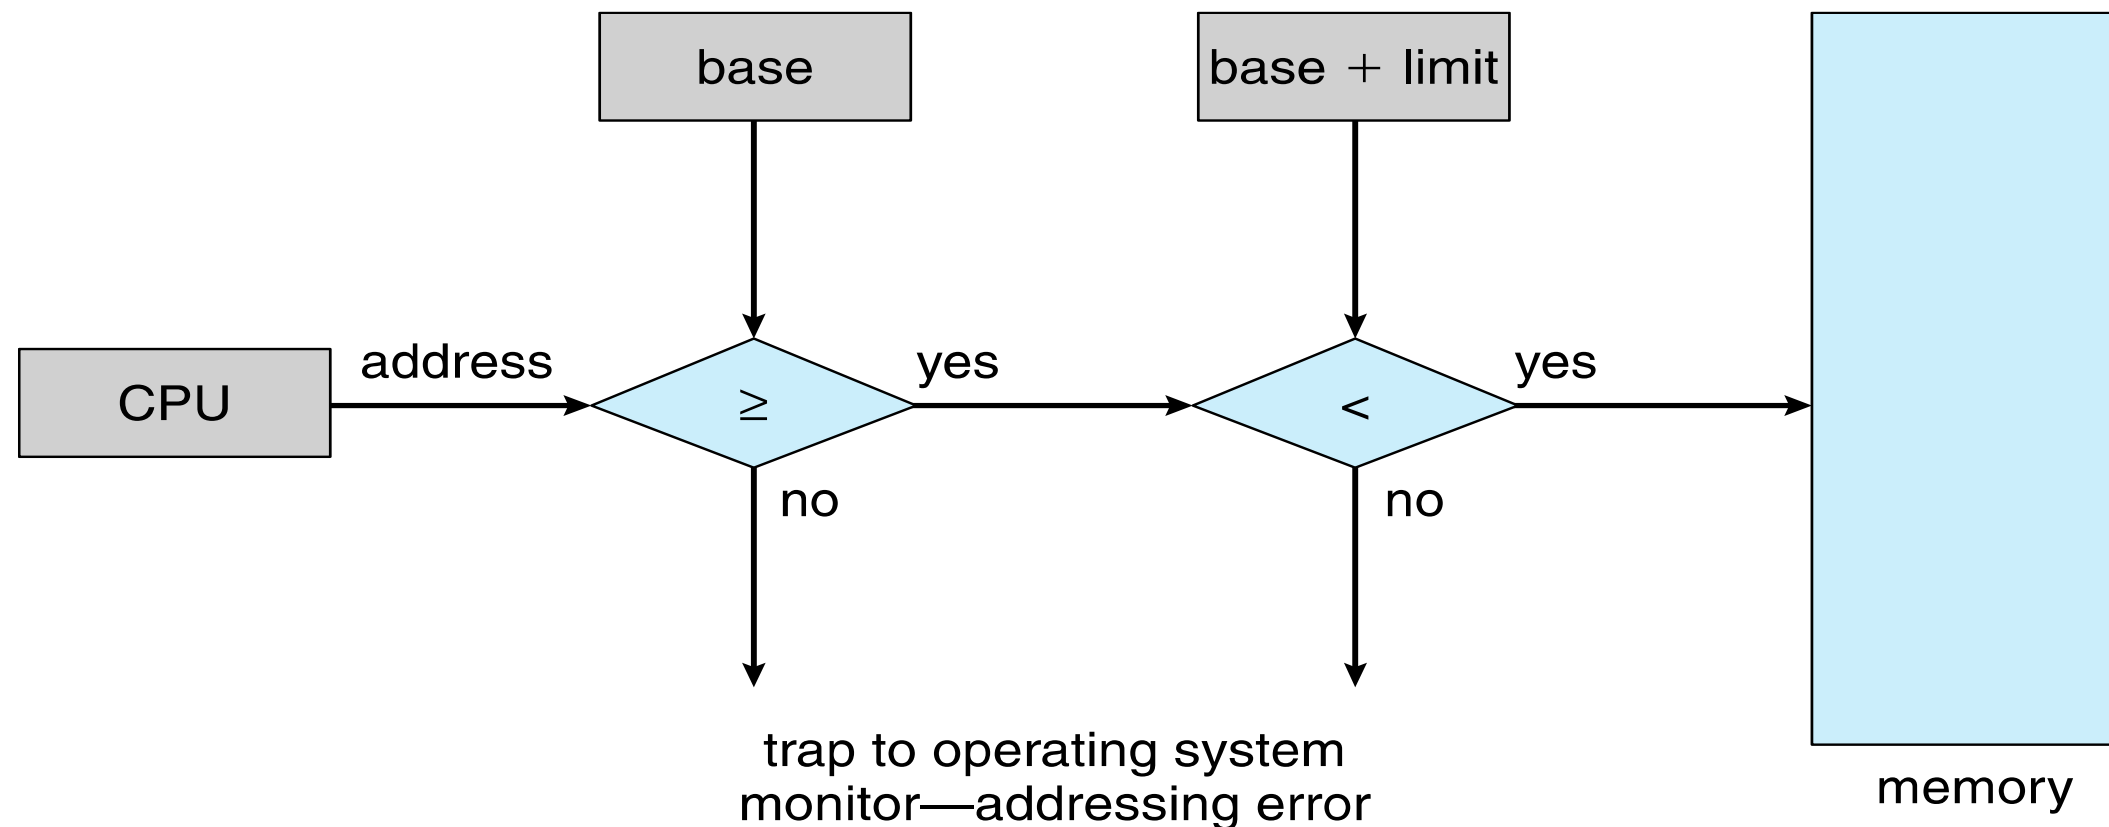 base
base + limit
CPU
address
≥
yes
<
yes
no
no
trap to operating system
monitor—addressing error
memory